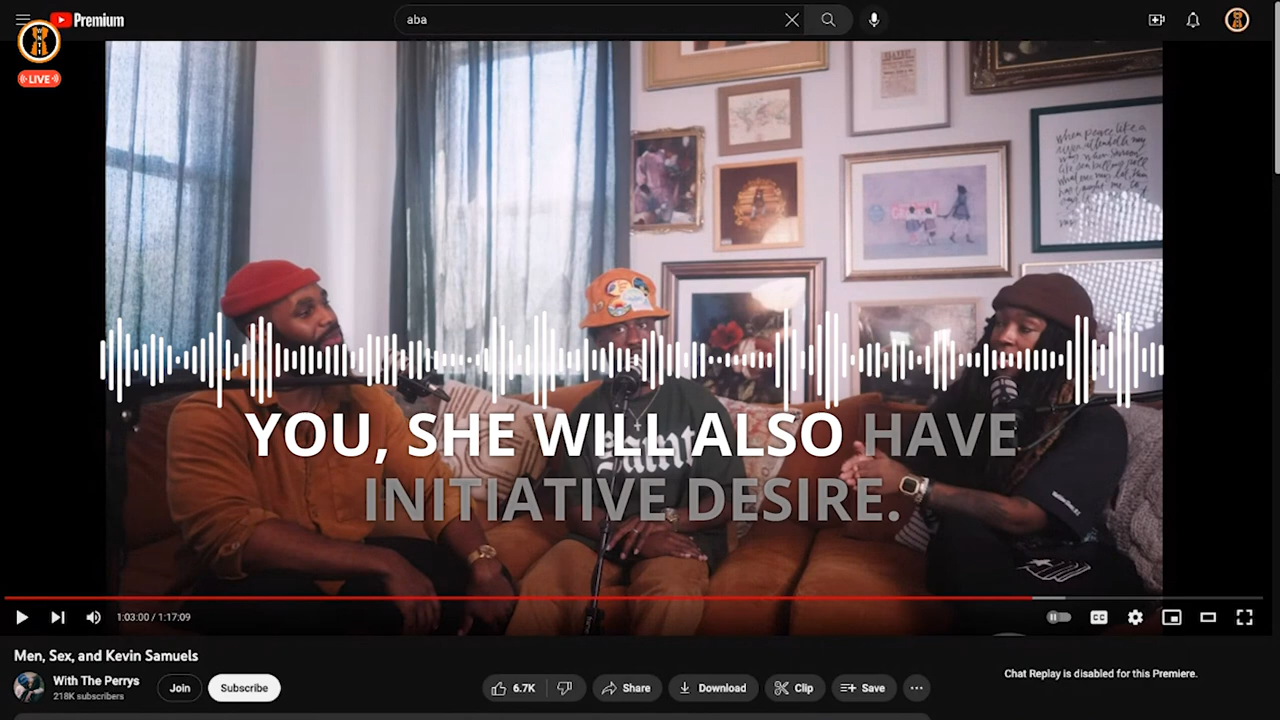 Premium
aba
LIVE
YOU, SHE WILL ALSO HAVE
INITIATIVE DESIRE.
Saint
1:03:00 / 1:17:09
CC
Men, Sex, and Kevin Samuels
With The Perrys
218K subscribers
Join
Subscribe
6.7K
Share
Download
Clip
Save
Chat Replay is disabled for this Premiere.